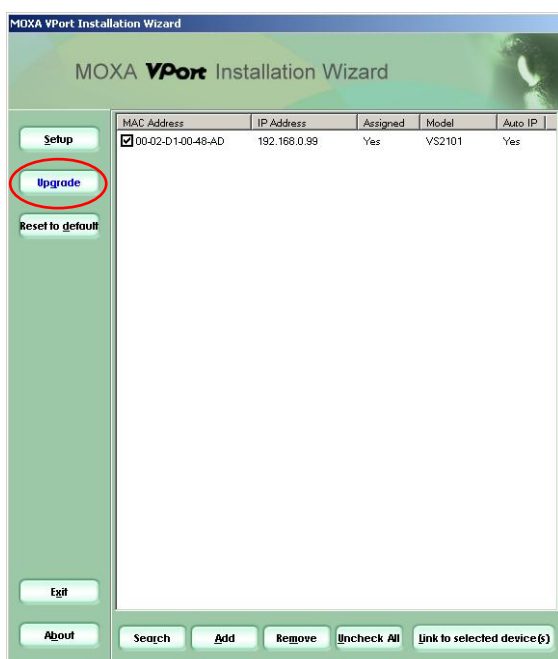 MOXA VPort Installation Wizard
MOXA VPort Installation Wizard
MAC Address IP Address Assigned Model Auto IP
00-02-D1-00-48-AD 192.168.0.99 Yes VS2101 Yes
Setup
Upgrade
Reset to default
Exit
About
Search Add Remove Uncheck All Link to selected device(s)